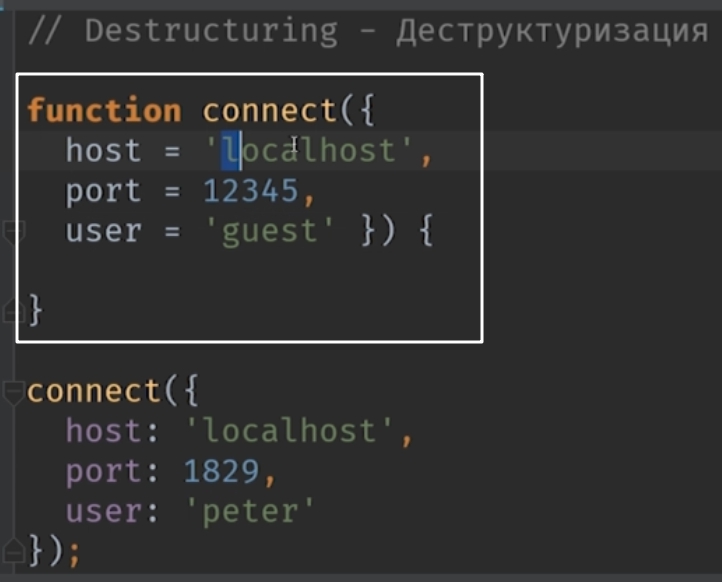 // Destructuring - Деструктуризация
function connect({
host = 'localhost',
port = 12345,
user = 'guest' }) {
}
connect({
host: 'localhost',
port: 1829,
user: 'peter'
});